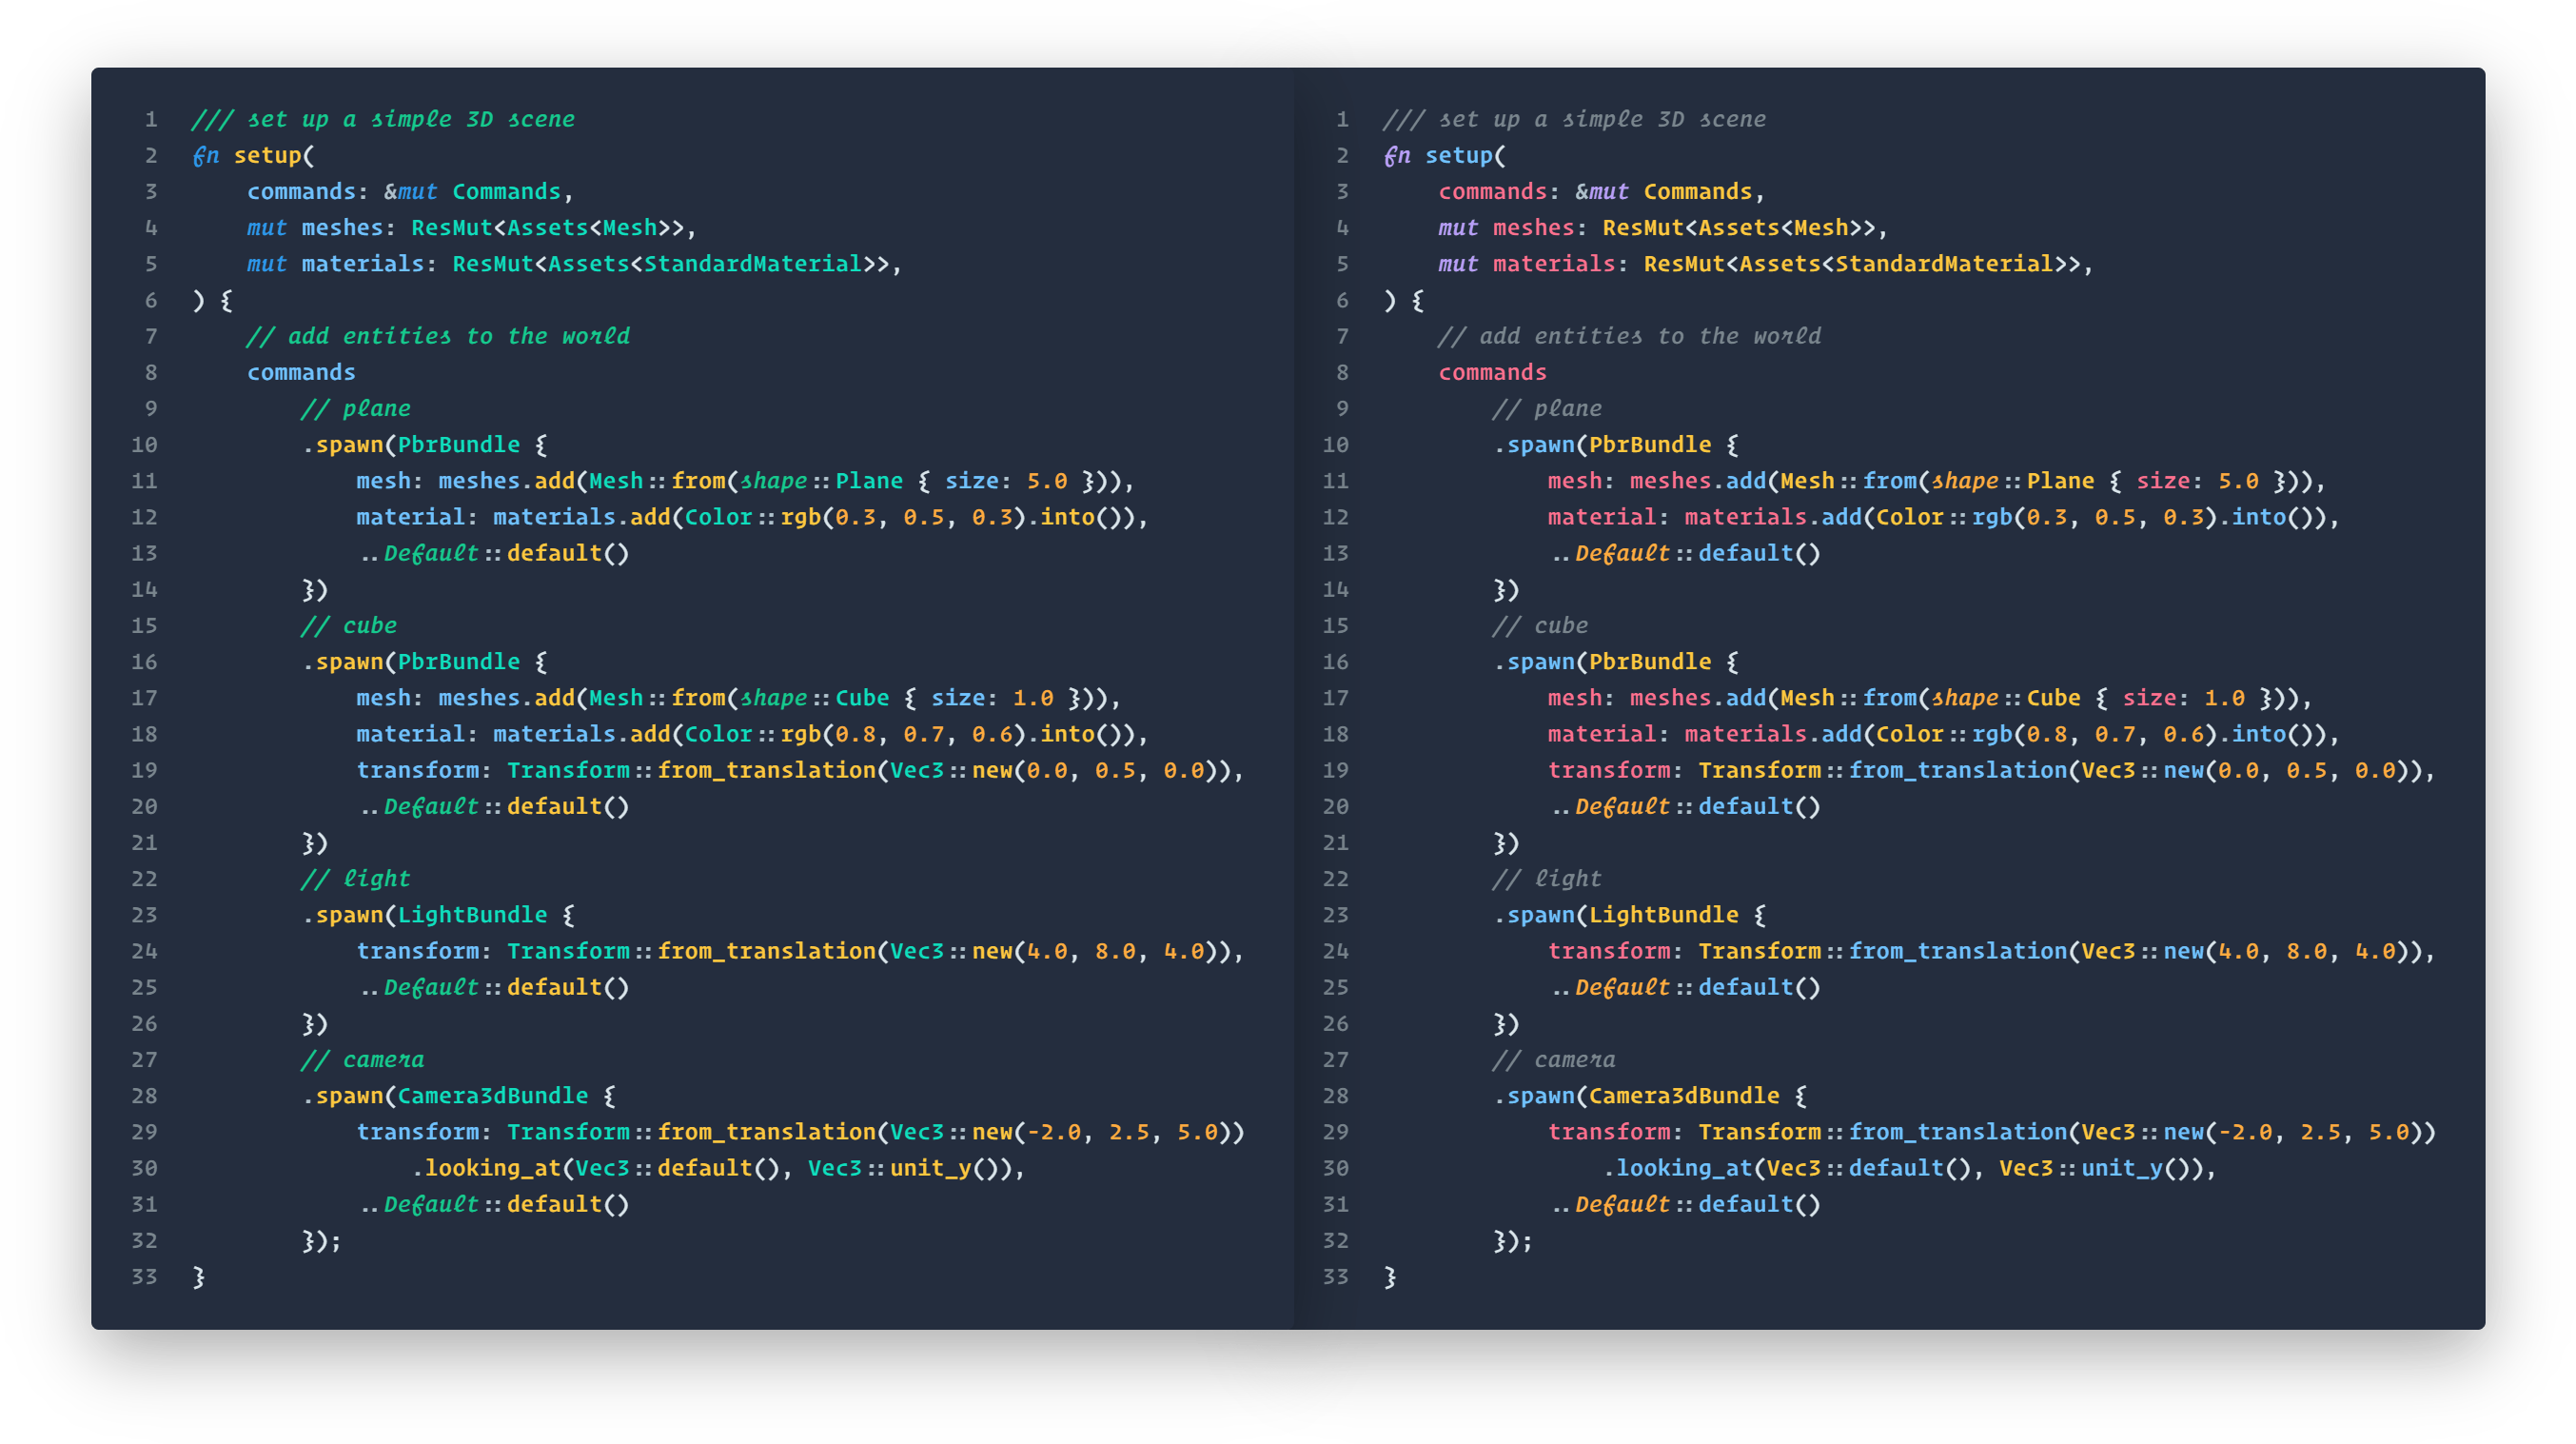 1 /// set up a simple 3D scene
2 fn setup(
3     commands: &mut Commands,
4     mut meshes: ResMut<Assets<Mesh>>,
5     mut materials: ResMut<Assets<StandardMaterial>>,
6 ) {
7     // add entities to the world
8     commands
9         // plane
10         .spawn(PbrBundle {
11             mesh: meshes.add(Mesh::from(shape::Plane { size: 5.0 })),
12             material: materials.add(Color::rgb(0.3, 0.5, 0.3).into()),
13             ..Default::default()
14         })
15         // cube
16         .spawn(PbrBundle {
17             mesh: meshes.add(Mesh::from(shape::Cube { size: 1.0 })),
18             material: materials.add(Color::rgb(0.8, 0.7, 0.6).into()),
19             transform: Transform::from_translation(Vec3::new(0.0, 0.5, 0.0)),
20             ..Default::default()
21         })
22         // light
23         .spawn(LightBundle {
24             transform: Transform::from_translation(Vec3::new(4.0, 8.0, 4.0)),
25             ..Default::default()
26         })
27         // camera
28         .spawn(Camera3dBundle {
29             transform: Transform::from_translation(Vec3::new(-2.0, 2.5, 5.0))
30                 .looking_at(Vec3::default(), Vec3::unit_y()),
31             ..Default::default()
32         });
33 }
1 /// set up a simple 3D scene
2 fn setup(
3     commands: &mut Commands,
4     mut meshes: ResMut<Assets<Mesh>>,
5     mut materials: ResMut<Assets<StandardMaterial>>,
6 ) {
7     // add entities to the world
8     commands
9         // plane
10         .spawn(PbrBundle {
11             mesh: meshes.add(Mesh::from(shape::Plane { size: 5.0 })),
12             material: materials.add(Color::rgb(0.3, 0.5, 0.3).into()),
13             ..Default::default()
14         })
15         // cube
16         .spawn(PbrBundle {
17             mesh: meshes.add(Mesh::from(shape::Cube { size: 1.0 })),
18             material: materials.add(Color::rgb(0.8, 0.7, 0.6).into()),
19             transform: Transform::from_translation(Vec3::new(0.0, 0.5, 0.0)),
20             ..Default::default()
21         })
22         // light
23         .spawn(LightBundle {
24             transform: Transform::from_translation(Vec3::new(4.0, 8.0, 4.0)),
25             ..Default::default()
26         })
27         // camera
28         .spawn(Camera3dBundle {
29             transform: Transform::from_translation(Vec3::new(-2.0, 2.5, 5.0))
30                 .looking_at(Vec3::default(), Vec3::unit_y()),
31             ..Default::default()
32         });
33 }